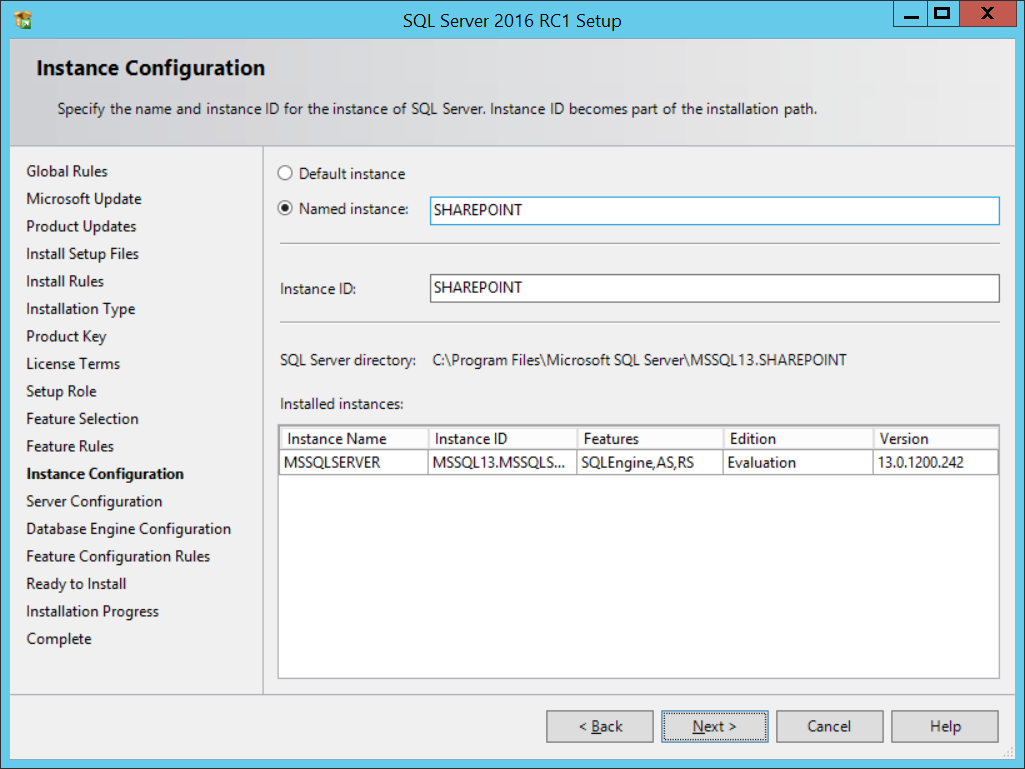 SQL Server 2016 RC1 Setup
Instance Configuration
Specify the name and instance ID for the instance of SQL Server. Instance ID becomes part of the installation path.
Global Rules
Microsoft Update
Product Updates
Install Setup Files
Install Rules
Installation Type
Product Key
License Terms
Setup Role
Feature Selection
Feature Rules
Instance Configuration
Server Configuration
Database Engine Configuration
Feature Configuration Rules
Ready to Install
Installation Progress
Complete
Default instance
Named instance: SHAREPOINT
Instance ID: SHAREPOINT
SQL Server directory: C:\Program Files\Microsoft SQL Server\MSSQL13.SHAREPOINT
Installed instances:
Instance Name Instance ID Features Edition Version
MSSQLSERVER MSSQL13.MSSQLS... SQLEngine,AS,RS Evaluation 13.0.1200.242
< Back Next > Cancel Help